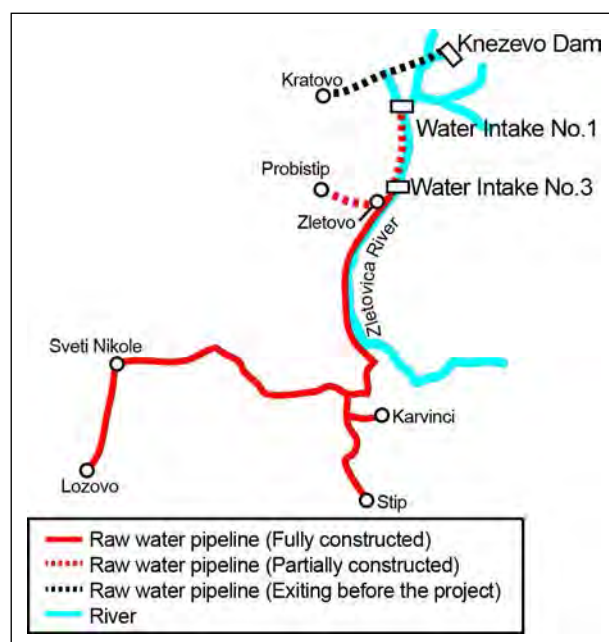 Knezevo Dam
Kratovo
Water Intake No.1
Probistip
Water Intake No.3
Zletovo
Zletovica River
Sveti Nikole
Karvinci
Lozovo
Stip
Raw water pipeline (Fully constructed)
Raw water pipeline (Partially constructed)
Raw water pipeline (Exiting before the project)
River